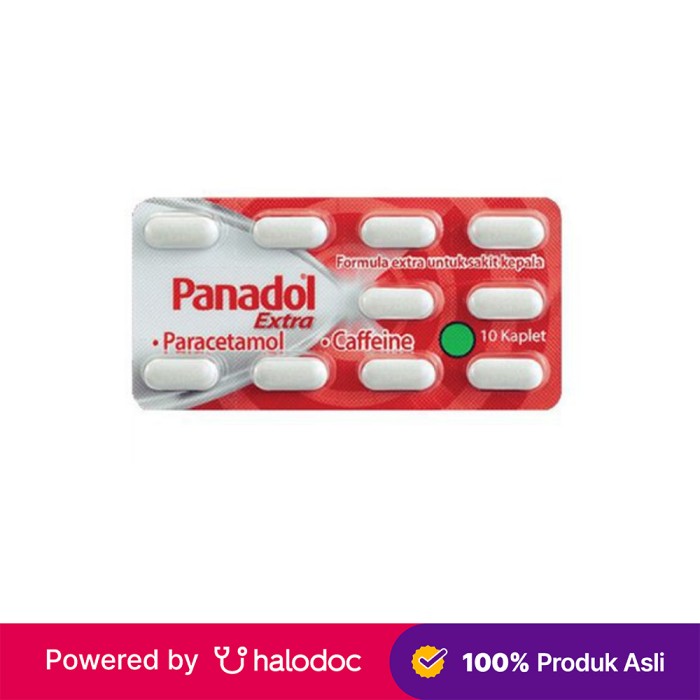 Formula extra untuk sakit kepala
Panadol
Extra
• Paracetamol • Caffeine
10 Kaplet
Powered by halodoc
100% Produk Asli